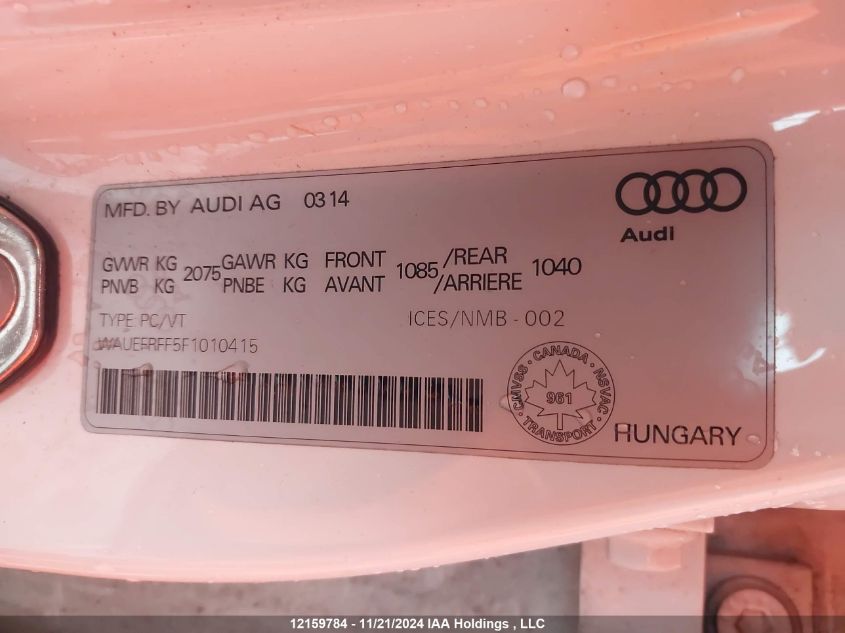 MFD. BY AUDI AG 0314
Audi
GVWR KG 2075 GAWR KG FRONT 1085 /REAR 1040
PNVB KG PNBE KG AVANT /ARRIERE
TYPE PC/VT ICES/NMB - 002
WAUEFRFF5F1010415
CANADA
CMVSS 961 NSVAC
TRANSPORT
HUNGARY
12159784 - 11/21/2024 IAA Holdings , LLC